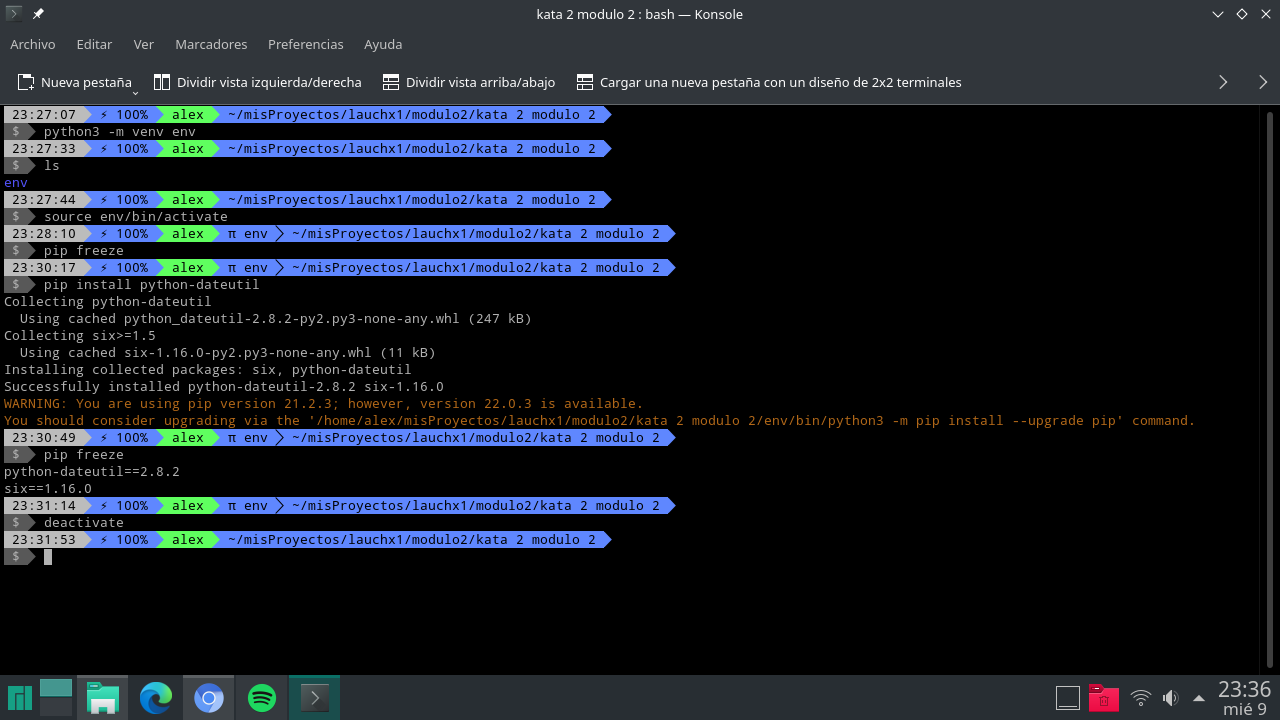 kata 2 modulo 2 : bash — Konsole
Archivo Editar Ver Marcadores Preferencias Ayuda
Nueva pestaña Dividir vista izquierda/derecha Dividir vista arriba/abajo Cargar una nueva pestaña con un diseño de 2x2 terminales
23:27:07 ⚡ 100% alex ~/misProyectos/lauchx1/modulo2/kata 2 modulo 2
$ python3 -m venv env
23:27:33 ⚡ 100% alex ~/misProyectos/lauchx1/modulo2/kata 2 modulo 2
$ ls
env
23:27:44 ⚡ 100% alex ~/misProyectos/lauchx1/modulo2/kata 2 modulo 2
$ source env/bin/activate
23:28:10 ⚡ 100% alex π env ~/misProyectos/lauchx1/modulo2/kata 2 modulo 2
$ pip freeze
23:30:17 ⚡ 100% alex π env ~/misProyectos/lauchx1/modulo2/kata 2 modulo 2
$ pip install python-dateutil
Collecting python-dateutil
  Using cached python_dateutil-2.8.2-py2.py3-none-any.whl (247 kB)
Collecting six>=1.5
  Using cached six-1.16.0-py2.py3-none-any.whl (11 kB)
Installing collected packages: six, python-dateutil
Successfully installed python-dateutil-2.8.2 six-1.16.0
WARNING: You are using pip version 21.2.3; however, version 22.0.3 is available.
You should consider upgrading via the '/home/alex/misProyectos/lauchx1/modulo2/kata 2 modulo 2/env/bin/python3 -m pip install --upgrade pip' command.
23:30:49 ⚡ 100% alex π env ~/misProyectos/lauchx1/modulo2/kata 2 modulo 2
$ pip freeze
python-dateutil==2.8.2
six==1.16.0
23:31:14 ⚡ 100% alex π env ~/misProyectos/lauchx1/modulo2/kata 2 modulo 2
$ deactivate
23:31:53 ⚡ 100% alex ~/misProyectos/lauchx1/modulo2/kata 2 modulo 2
$
23:36
mié 9